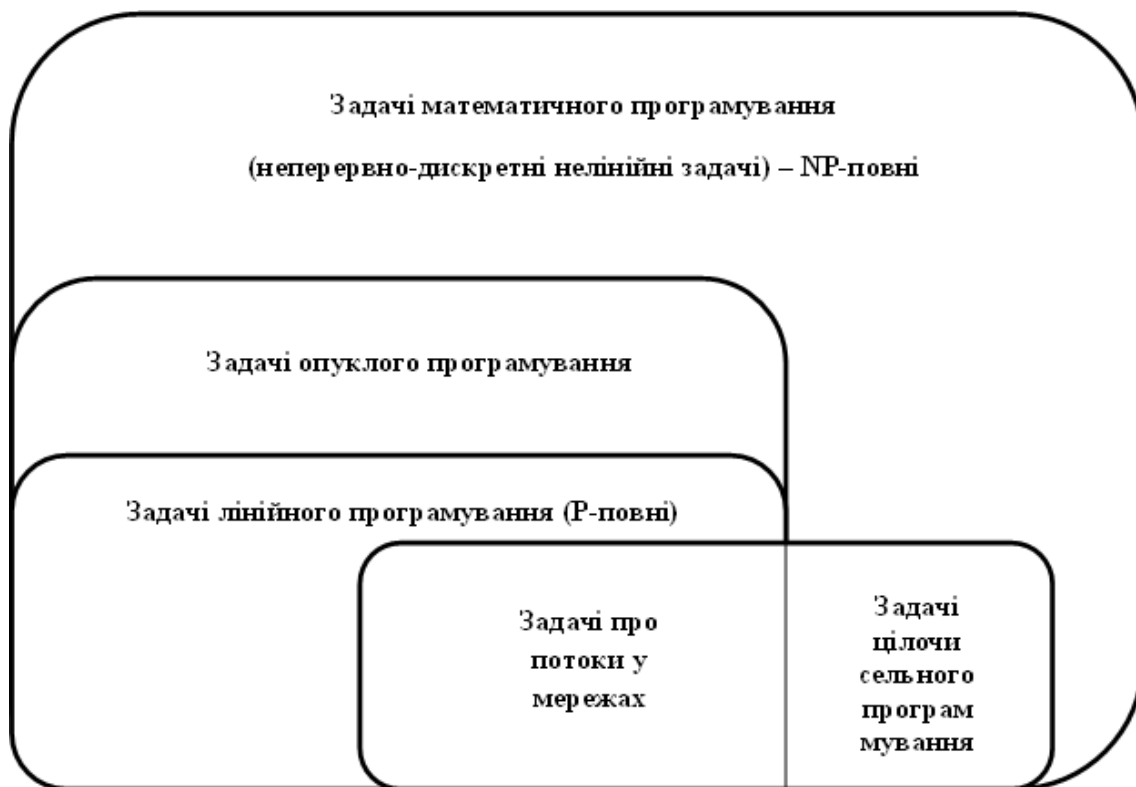 Задачі математичного програмування
(неперервно-дискретні нелінійні задачі) – NP-повні
Задачі опуклого програмування
Задачі лінійного програмування (P-повні)
Задачі про
потоки у
мережах
Задачі
цілочи
сельного
програм
мування